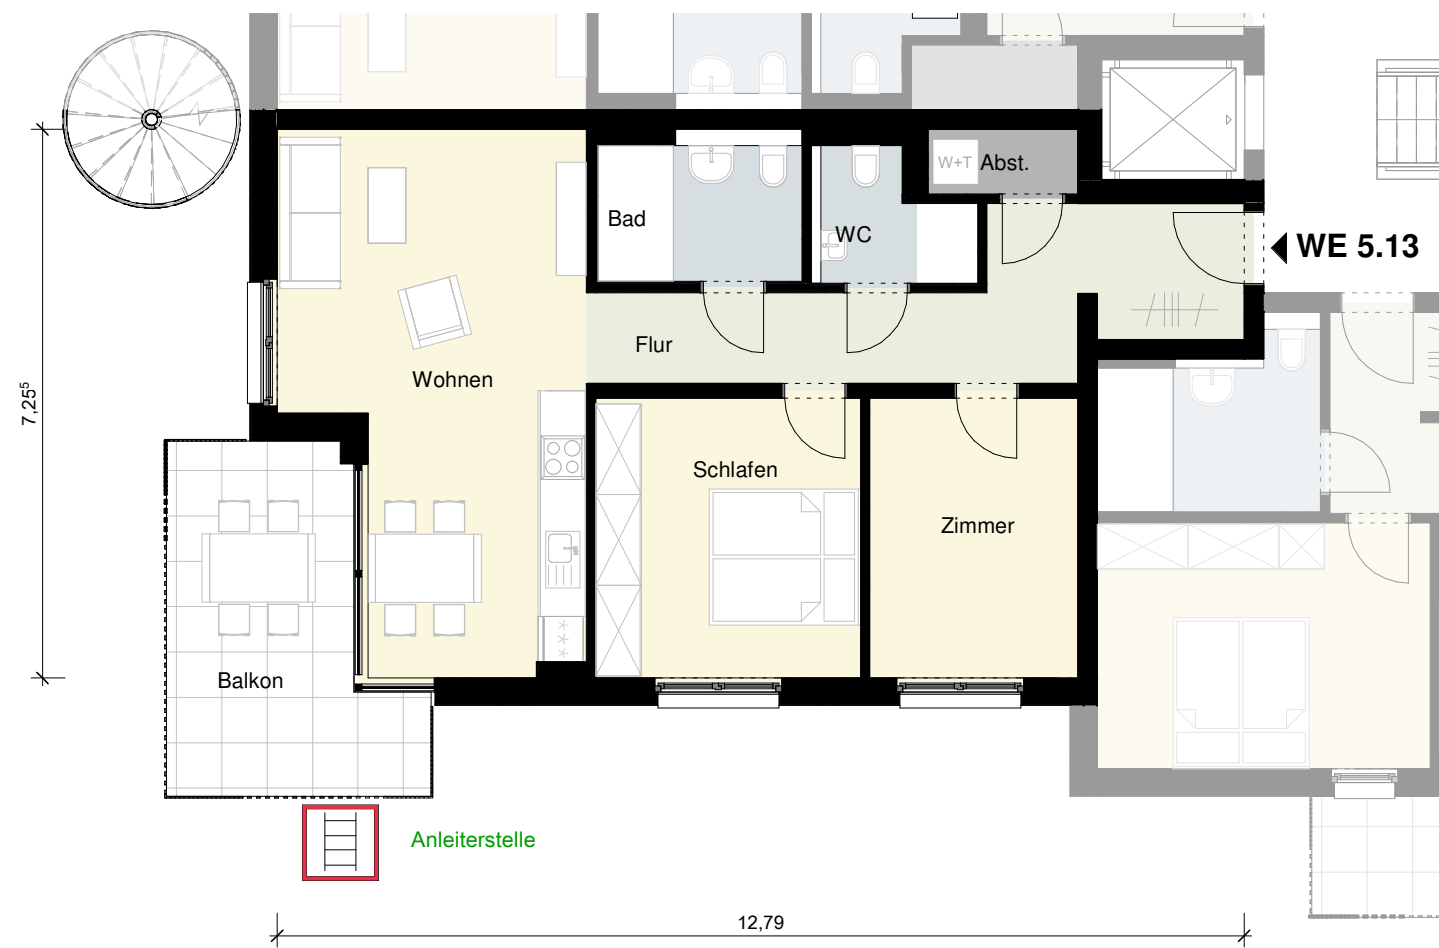 W+T
Abst.
Bad
WC
WE 5.13
Flur
Wohnen
7,25⁵
Schlafen
Zimmer
Balkon
Anleiterstelle
12,79